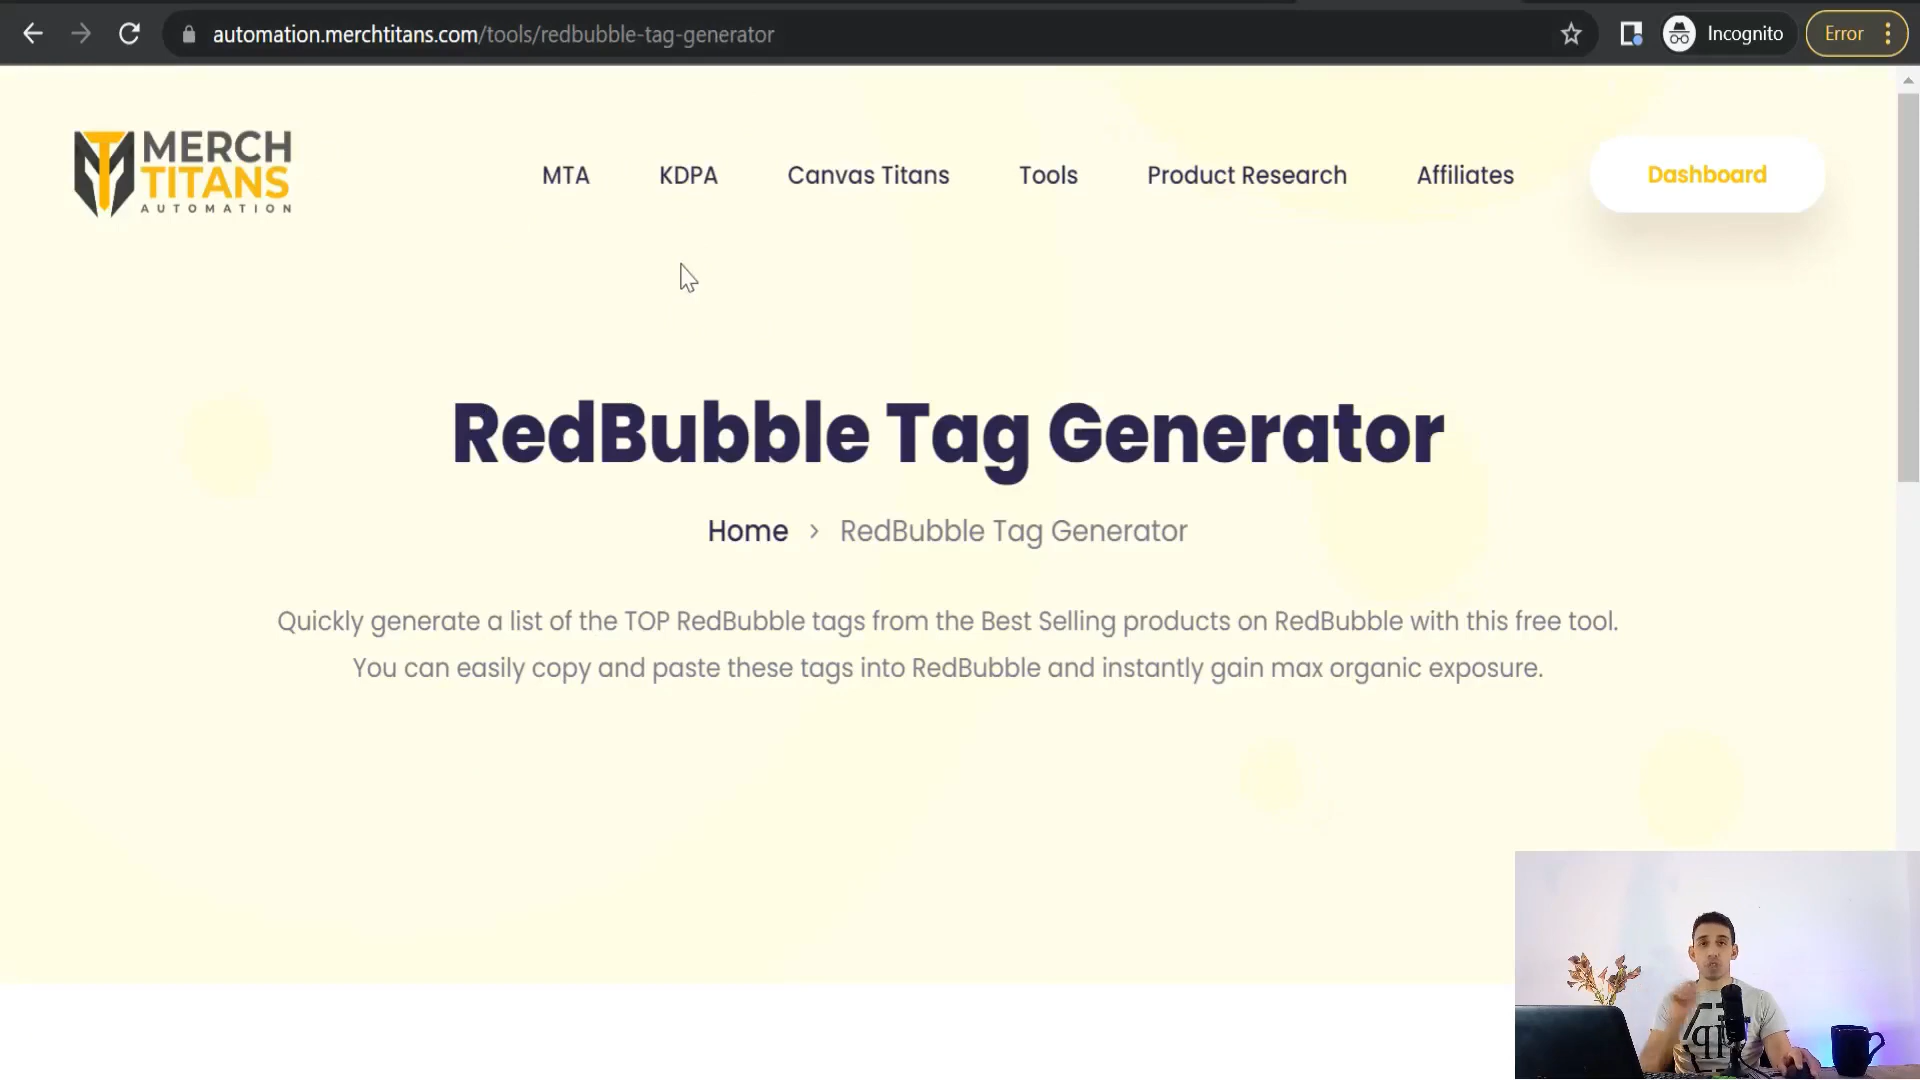 automation.merchtitans.com/tools/redbubble-tag-generator
Incognito
Error
MERCH
TITANS
AUTOMATION
MTA
KDPA
Canvas Titans
Tools
Product Research
Affiliates
Dashboard
RedBubble Tag Generator
Home > RedBubble Tag Generator
Quickly generate a list of the TOP RedBubble tags from the Best Selling products on RedBubble with this free tool.
You can easily copy and paste these tags into RedBubble and instantly gain max organic exposure.